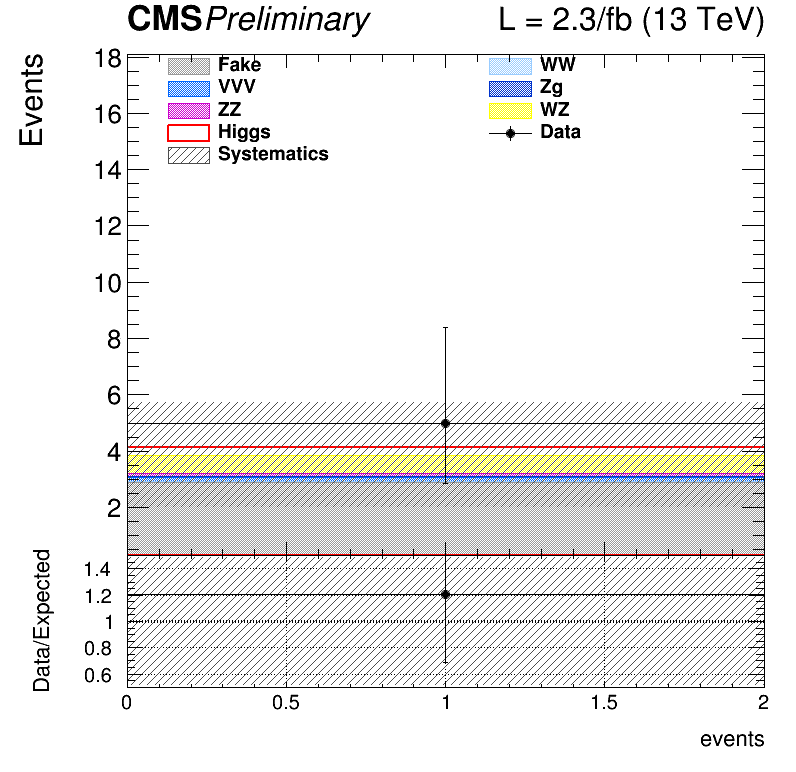 CMS Preliminary L = 2.3/fb (13 TeV)
Events
18
16
14
12
10
8
6
4
2
Fake
VVV
ZZ
Higgs
Systematics
WW
Zg
WZ
Data
Data/Expected
1.4
1.2
1
0.8
0.6
0 0.5 1 1.5 2
events